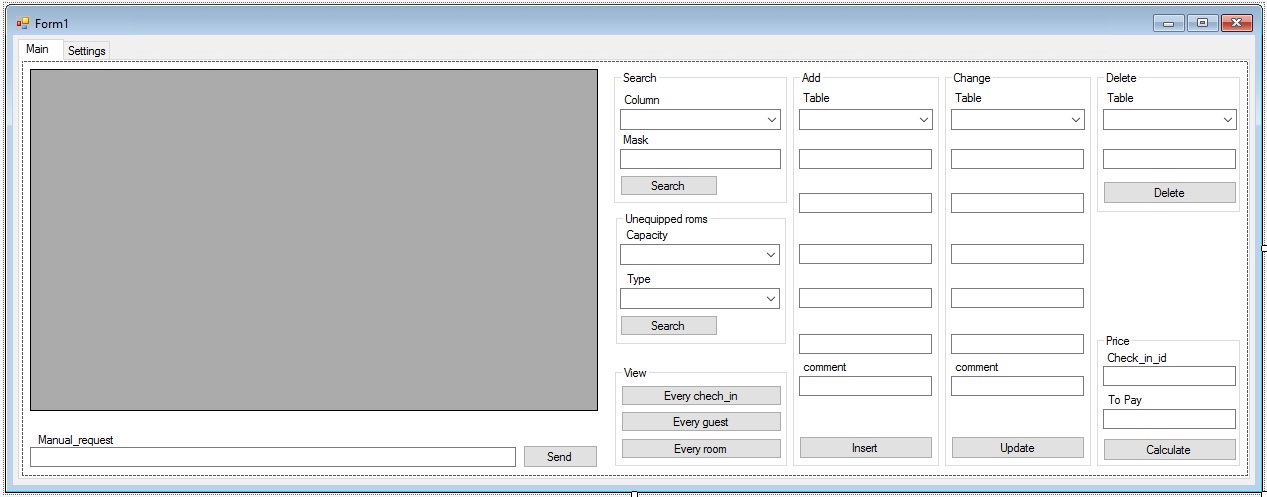 Form1
Main
Settings
Search
Column
Mask
Search
Unequipped roms
Capacity
Type
Search
View
Every chech_in
Every guest
Every room
Add
Table
comment
Insert
Change
Table
comment
Update
Delete
Table
Delete
Price
Check_in_id
To Pay
Calculate
Manual_request
Send